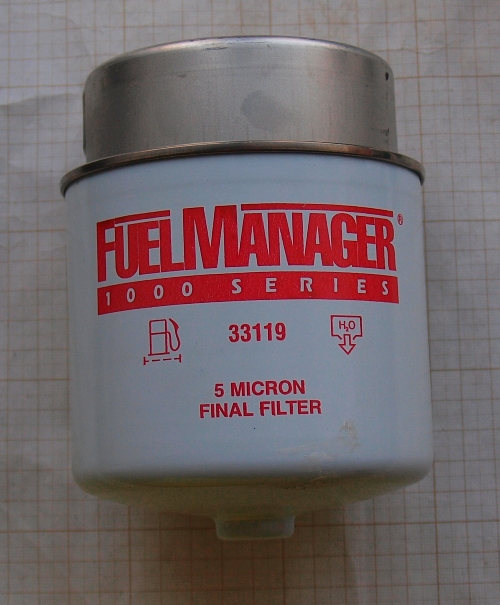 FUELMANAGER®
1000 SERIES
33119
H₂O
5 MICRON
FINAL FILTER